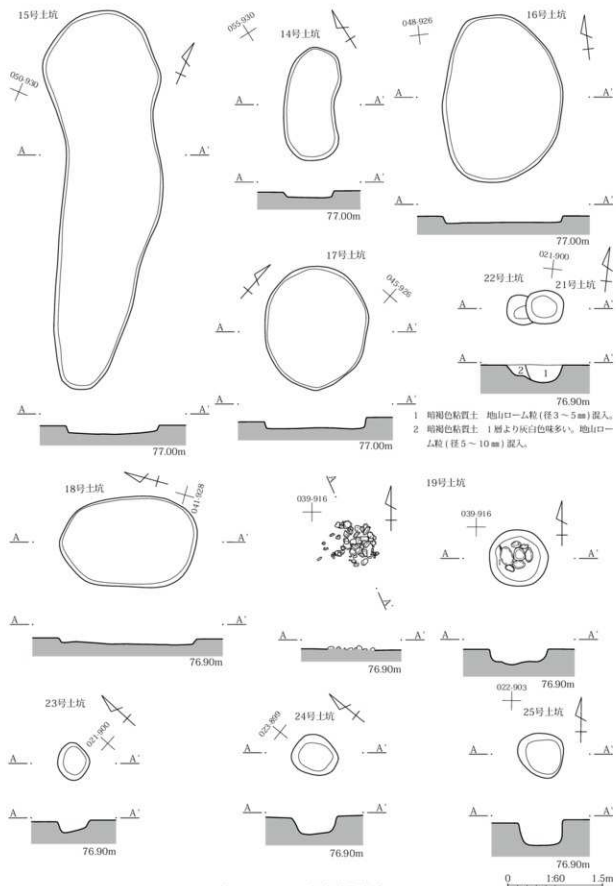 15号土坑
050-930
A
A'
A
A'
77.00m
055-930
14号土坑
A
A'
A
A'
77.00m
048-926
16号土坑
A
A'
A
A'
77.00m
17号土坑
045-926
A
A'
A
A'
77.00m
021-900
22号土坑
21号土坑
A
A'
A
A'
2
1
76.90m
1 暗褐色粘質土 地山ローム粒(径3～5㎜)混入。
2 暗褐色粘質土 1層より灰白色味多い。地山ロー
ム粒(径5～10㎜)混入。
18号土坑
041-928
A
A'
A
A'
76.90m
039-916
A
A'
A
A'
76.90m
19号土坑
039-916
A
A'
A
A'
76.90m
23号土坑
021-900
A
A'
A
A'
76.90m
023-899
24号土坑
A
A'
A
A'
76.90m
022-903
25号土坑
A
A'
A
A'
76.90m
0 1:60 1.5m